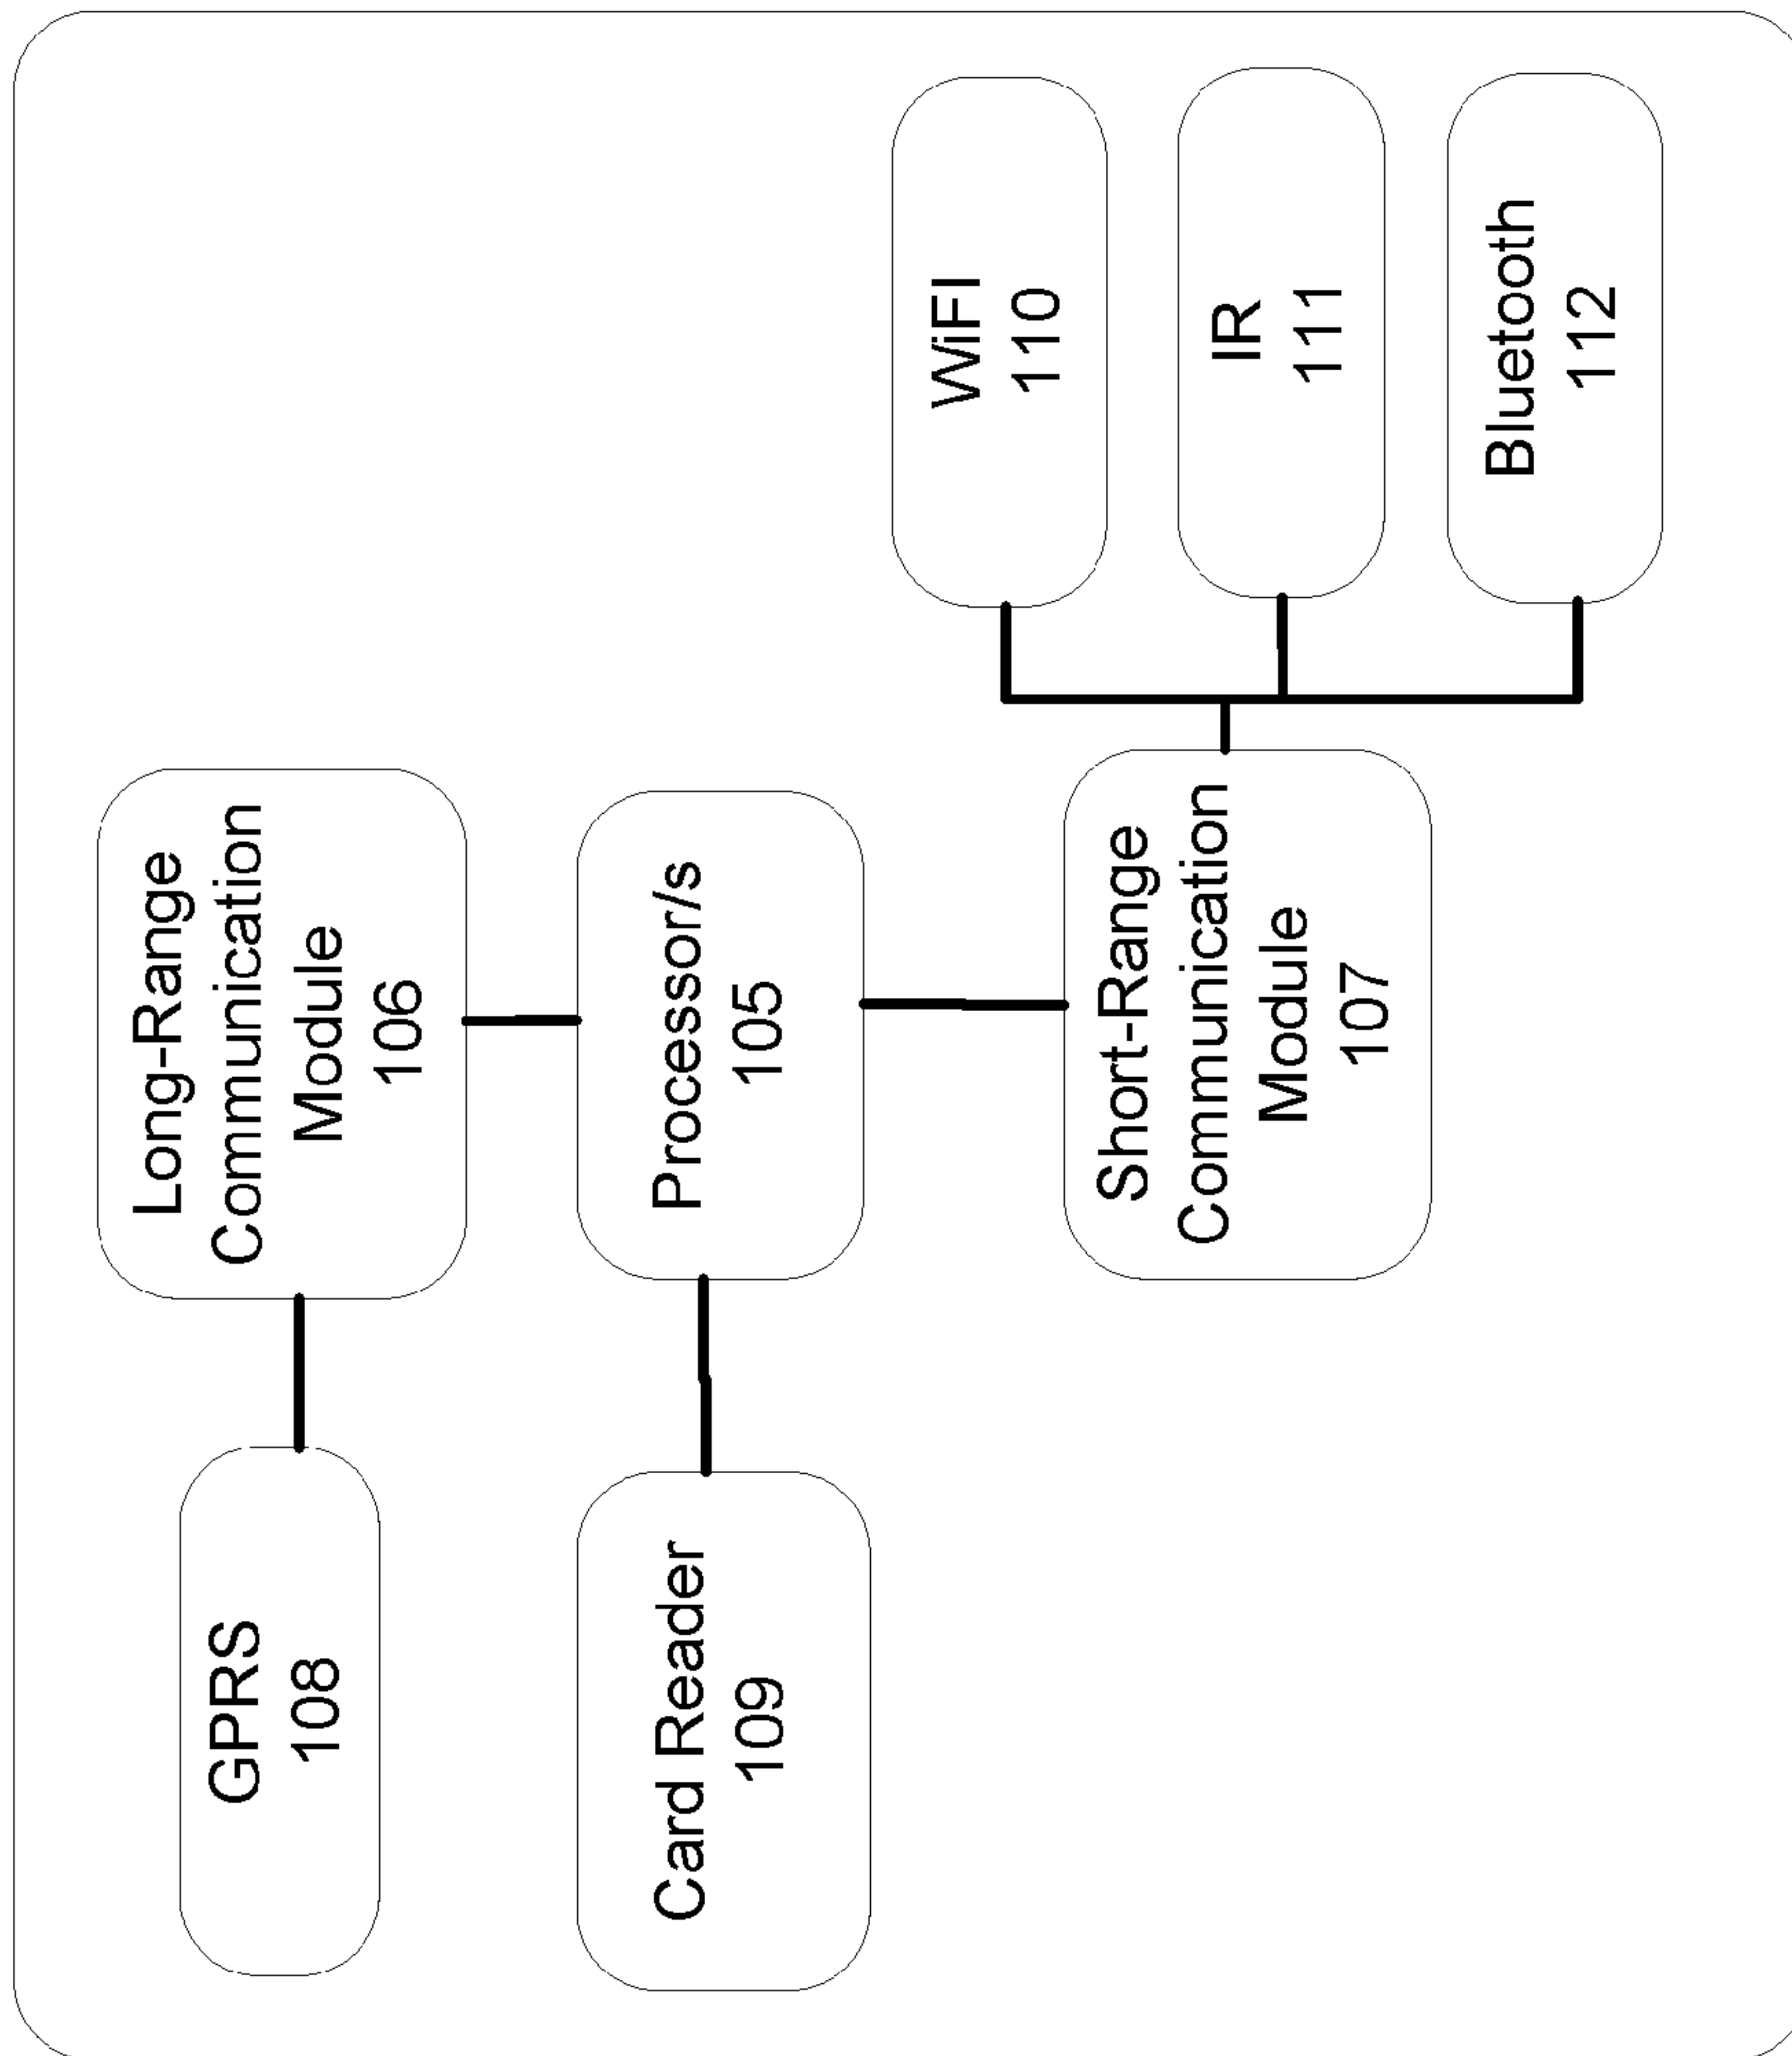 Long-Range
Communication
Module
106
GPRS
108
Processor/s
105
Card Reader
109
WiFI
110
Short-Range
Communication
Module
107
IR
111
Bluetooth
112